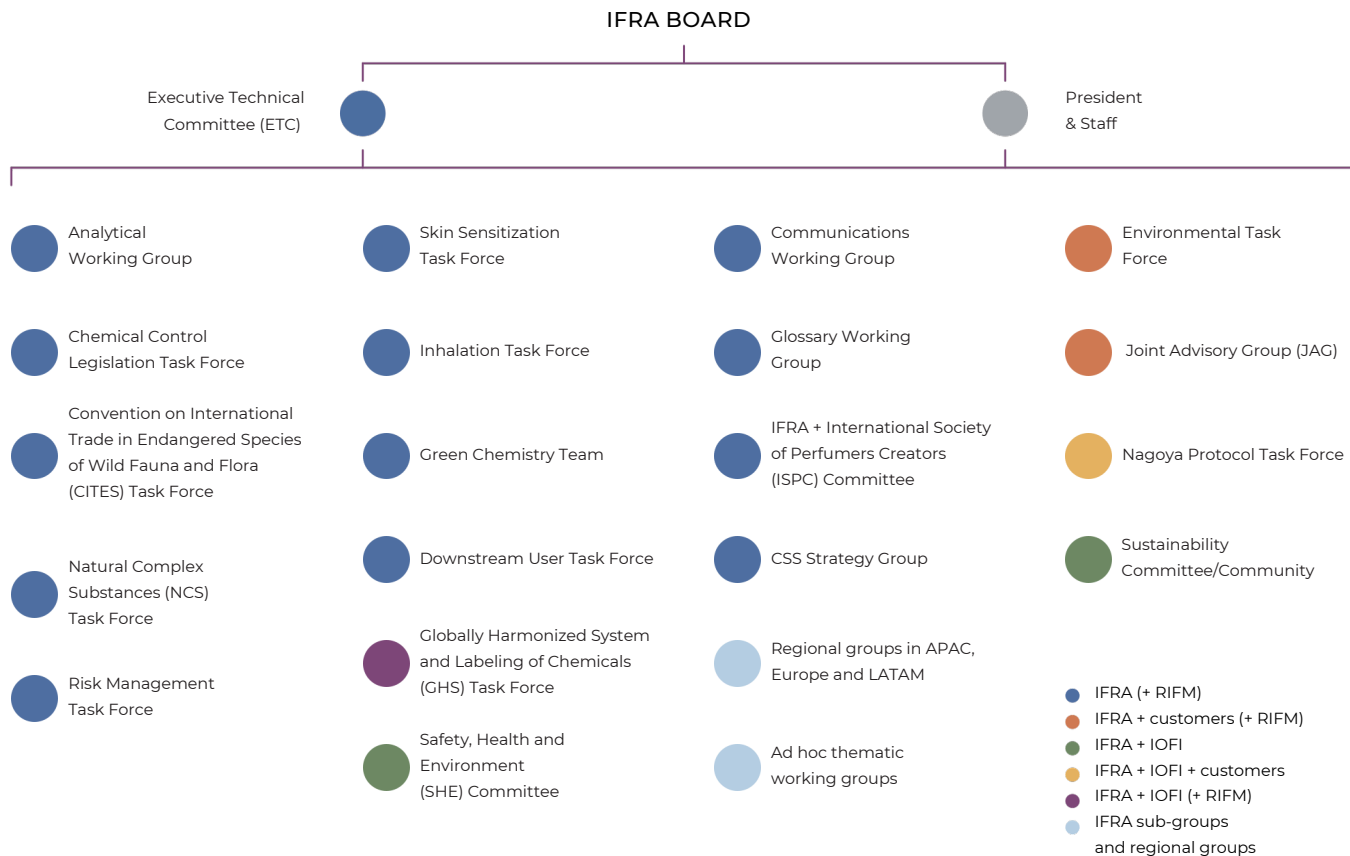 IFRA BOARD
Executive Technical
Committee (ETC)
President
& Staff
Analytical
Working Group
Chemical Control
Legislation Task Force
Convention on International
Trade in Endangered Species
of Wild Fauna and Flora
(CITES) Task Force
Natural Complex
Substances (NCS)
Task Force
Risk Management
Task Force
Skin Sensitization
Task Force
Inhalation Task Force
Green Chemistry Team
Downstream User Task Force
Globally Harmonized System
and Labeling of Chemicals
(GHS) Task Force
Safety, Health and
Environment
(SHE) Committee
Communications
Working Group
Glossary Working
Group
IFRA + International Society
of Perfumers Creators
(ISPC) Committee
CSS Strategy Group
Regional groups in APAC,
Europe and LATAM
Ad hoc thematic
working groups
Environmental Task
Force
Joint Advisory Group (JAG)
Nagoya Protocol Task Force
Sustainability
Committee/Community
IFRA (+ RIFM)
IFRA + customers (+ RIFM)
IFRA + IOFI
IFRA + IOFI + customers
IFRA + IOFI (+ RIFM)
IFRA sub-groups
and regional groups